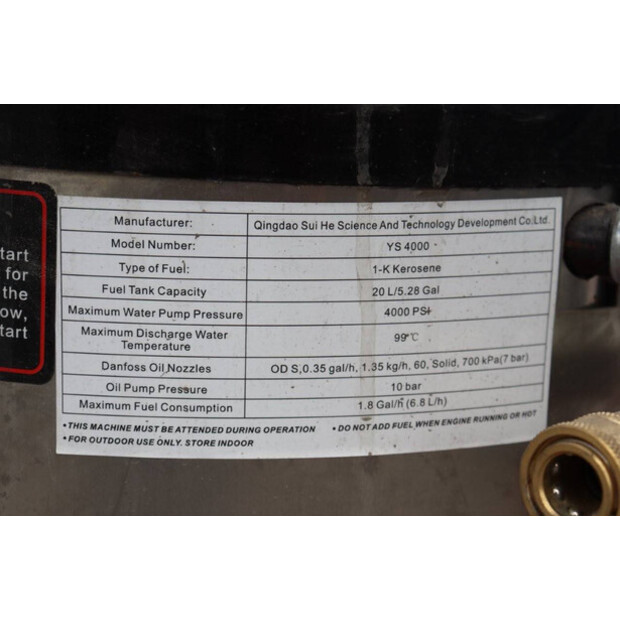 tart
for
the
ow,
tart
Manufacturer: Qingdao Sui He Science And Technology Development Co.Ltd.
Model Number: YS 4000
Type of Fuel: 1-K Kerosene
Fuel Tank Capacity 20 L/5.28 Gal
Maximum Water Pump Pressure 4000 PSI
Maximum Discharge Water
Temperature 99℃
Danfoss Oil Nozzles OD S,0.35 gal/h, 1.35 kg/h, 60, Solid, 700 kPa(7 bar)
Oil Pump Pressure 10 bar
Maximum Fuel Consumption 1.8 Gal/h (6.8 L/h)
• THIS MACHINE MUST BE ATTENDED DURING OPERATION • DO NOT ADD FUEL WHEN ENGINE RUNNING OR HOT
• FOR OUTDOOR USE ONLY. STORE INDOOR